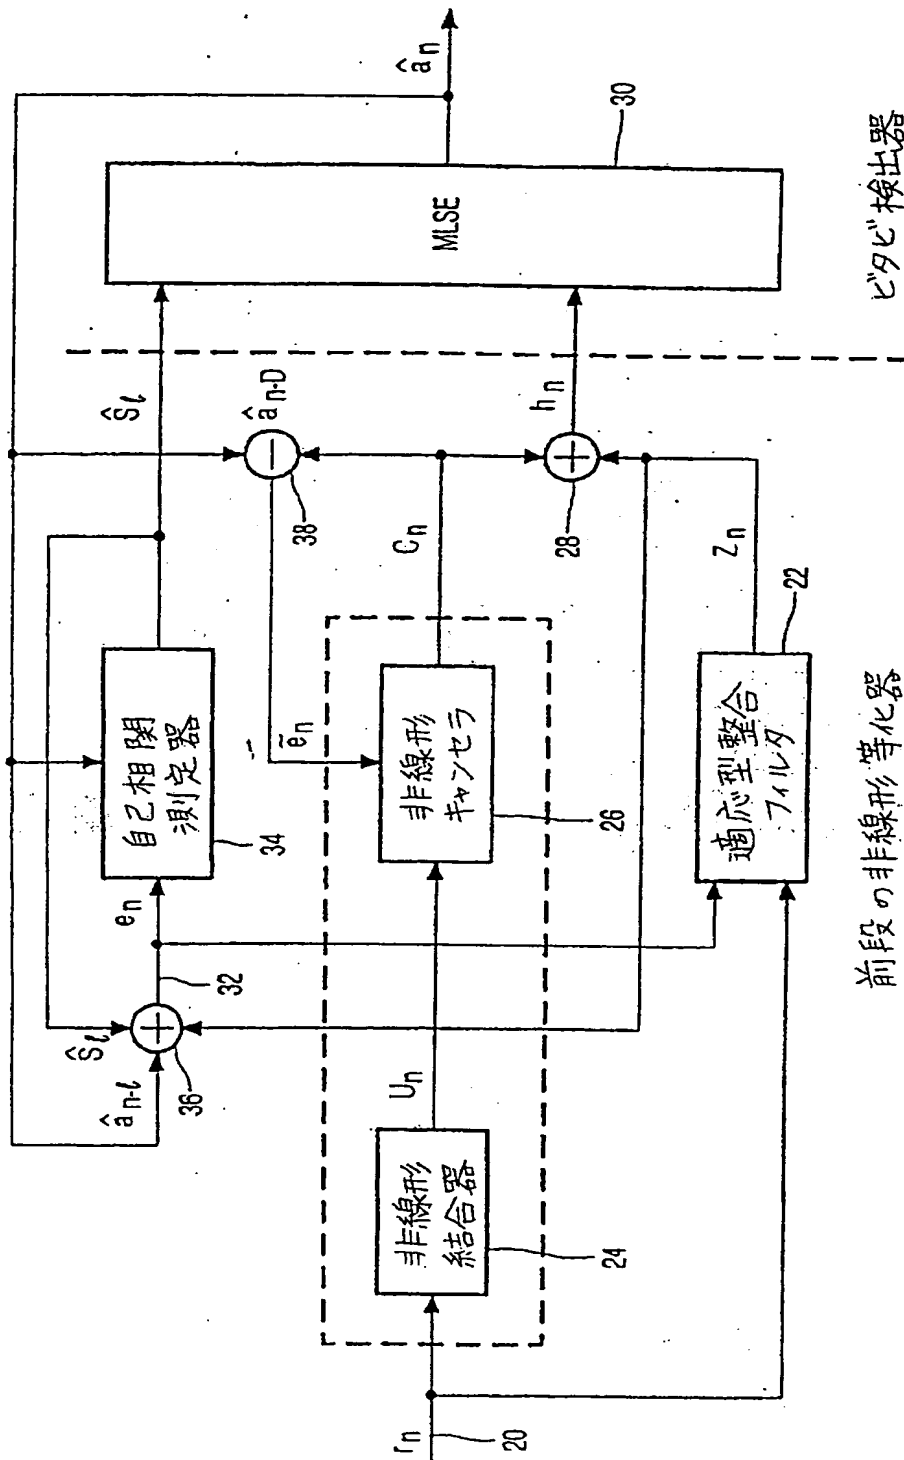 r_n
20
非線形
結合器
24
U_n
非線形
キャンセラ
26
C_n
ẽ_n
38
â_{n-D}
28
h_n
Z_n
適応型整合
フィルタ
22
â_{n-ℓ}
Ŝ_ℓ
36
32
e_n
自己相関
測定器
34
Ŝ_ℓ
MLSE
30
â_n
前段の非線形等化器
ビタビ検出器